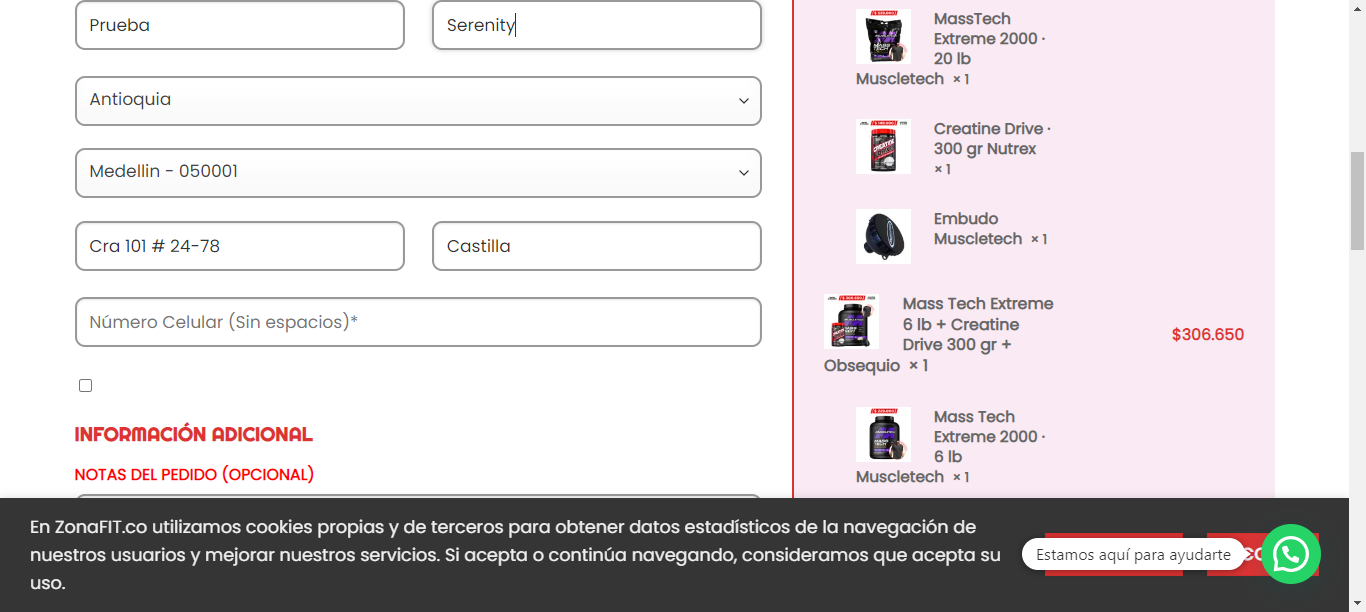 Prueba
Serenity
Antioquia
Medellin - 050001
Cra 101 # 24-78
Castilla
Número Celular (Sin espacios)*
INFORMACIÓN ADICIONAL
NOTAS DEL PEDIDO (OPCIONAL)
MassTech
Extreme 2000 ·
20 lb
Muscletech × 1
Creatine Drive ·
300 gr Nutrex
× 1
Embudo
Muscletech × 1
Mass Tech Extreme
6 lb + Creatine
Drive 300 gr +
Obsequio × 1
$306.650
Mass Tech
Extreme 2000 ·
6 lb
Muscletech × 1
En ZonaFIT.co utilizamos cookies propias y de terceros para obtener datos estadísticos de la navegación de
nuestros usuarios y mejorar nuestros servicios. Si acepta o continúa navegando, consideramos que acepta su
uso.
Estamos aquí para ayudarte